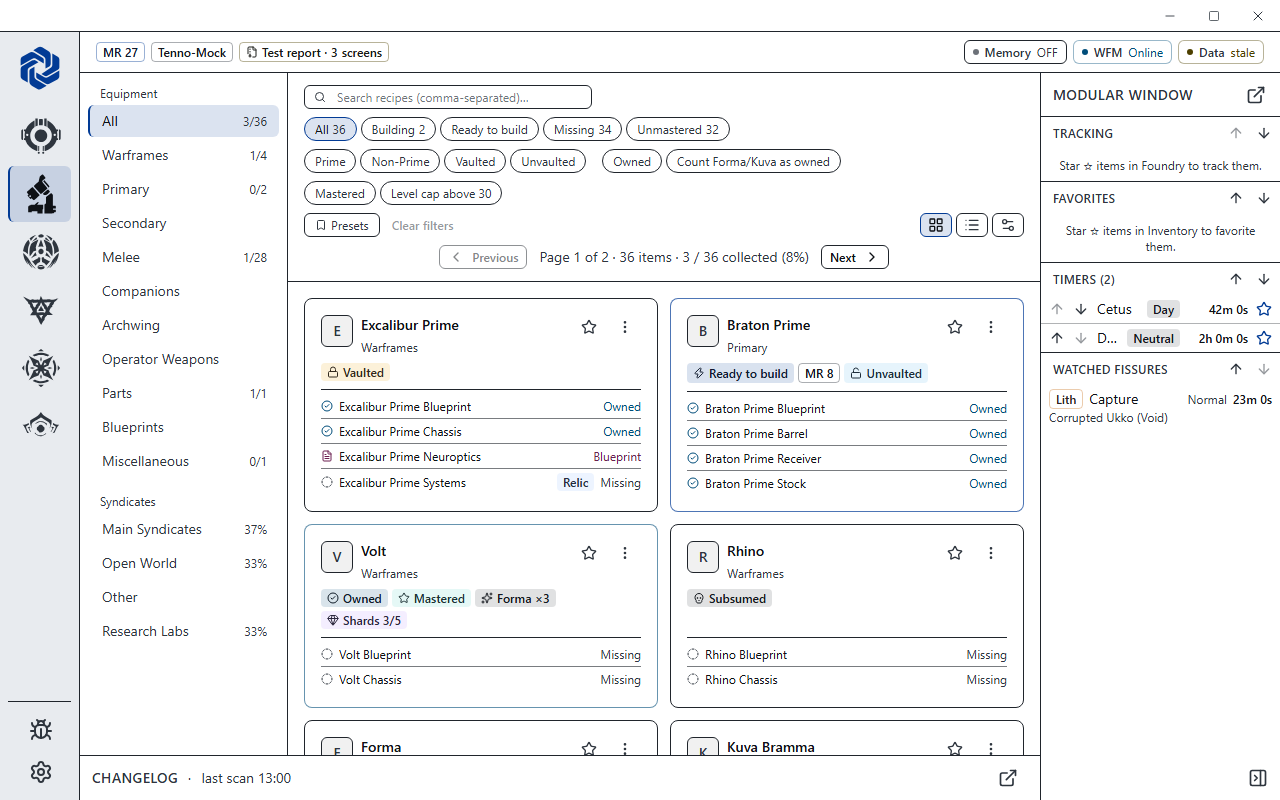 MR 27
Tenno-Mock
Test report · 3 screens
Memory OFF
WFM Online
Data stale
Equipment
All 3/36
Warframes 1/4
Primary 0/2
Secondary
Melee 1/28
Companions
Archwing
Operator Weapons
Parts 1/1
Blueprints
Miscellaneous 0/1
Syndicates
Main Syndicates 37%
Open World 33%
Other
Research Labs 33%
Search recipes (comma-separated)...
All 36 Building 2 Ready to build Missing 34 Unmastered 32
Prime Non-Prime Vaulted Unvaulted Owned Count Forma/Kuva as owned
Mastered Level cap above 30
Presets Clear filters
Previous Page 1 of 2 · 36 items · 3 / 36 collected (8%) Next
E Excalibur Prime
Warframes
Vaulted
Excalibur Prime Blueprint Owned
Excalibur Prime Chassis Owned
Excalibur Prime Neuroptics Blueprint
Excalibur Prime Systems Relic Missing
B Braton Prime
Primary
Ready to build MR 8 Unvaulted
Braton Prime Blueprint Owned
Braton Prime Barrel Owned
Braton Prime Receiver Owned
Braton Prime Stock Owned
V Volt
Warframes
Owned Mastered Forma ×3
Shards 3/5
Volt Blueprint Missing
Volt Chassis Missing
R Rhino
Warframes
Subsumed
Rhino Blueprint Missing
Rhino Chassis Missing
F Forma
K Kuva Bramma
MODULAR WINDOW
TRACKING
Star ☆ items in Foundry to track them.
FAVORITES
Star ☆ items in Inventory to favorite
them.
TIMERS (2)
Cetus Day 42m 0s
D... Neutral 2h 0m 0s
WATCHED FISSURES
Lith Capture Normal 23m 0s
Corrupted Ukko (Void)
CHANGELOG · last scan 13:00